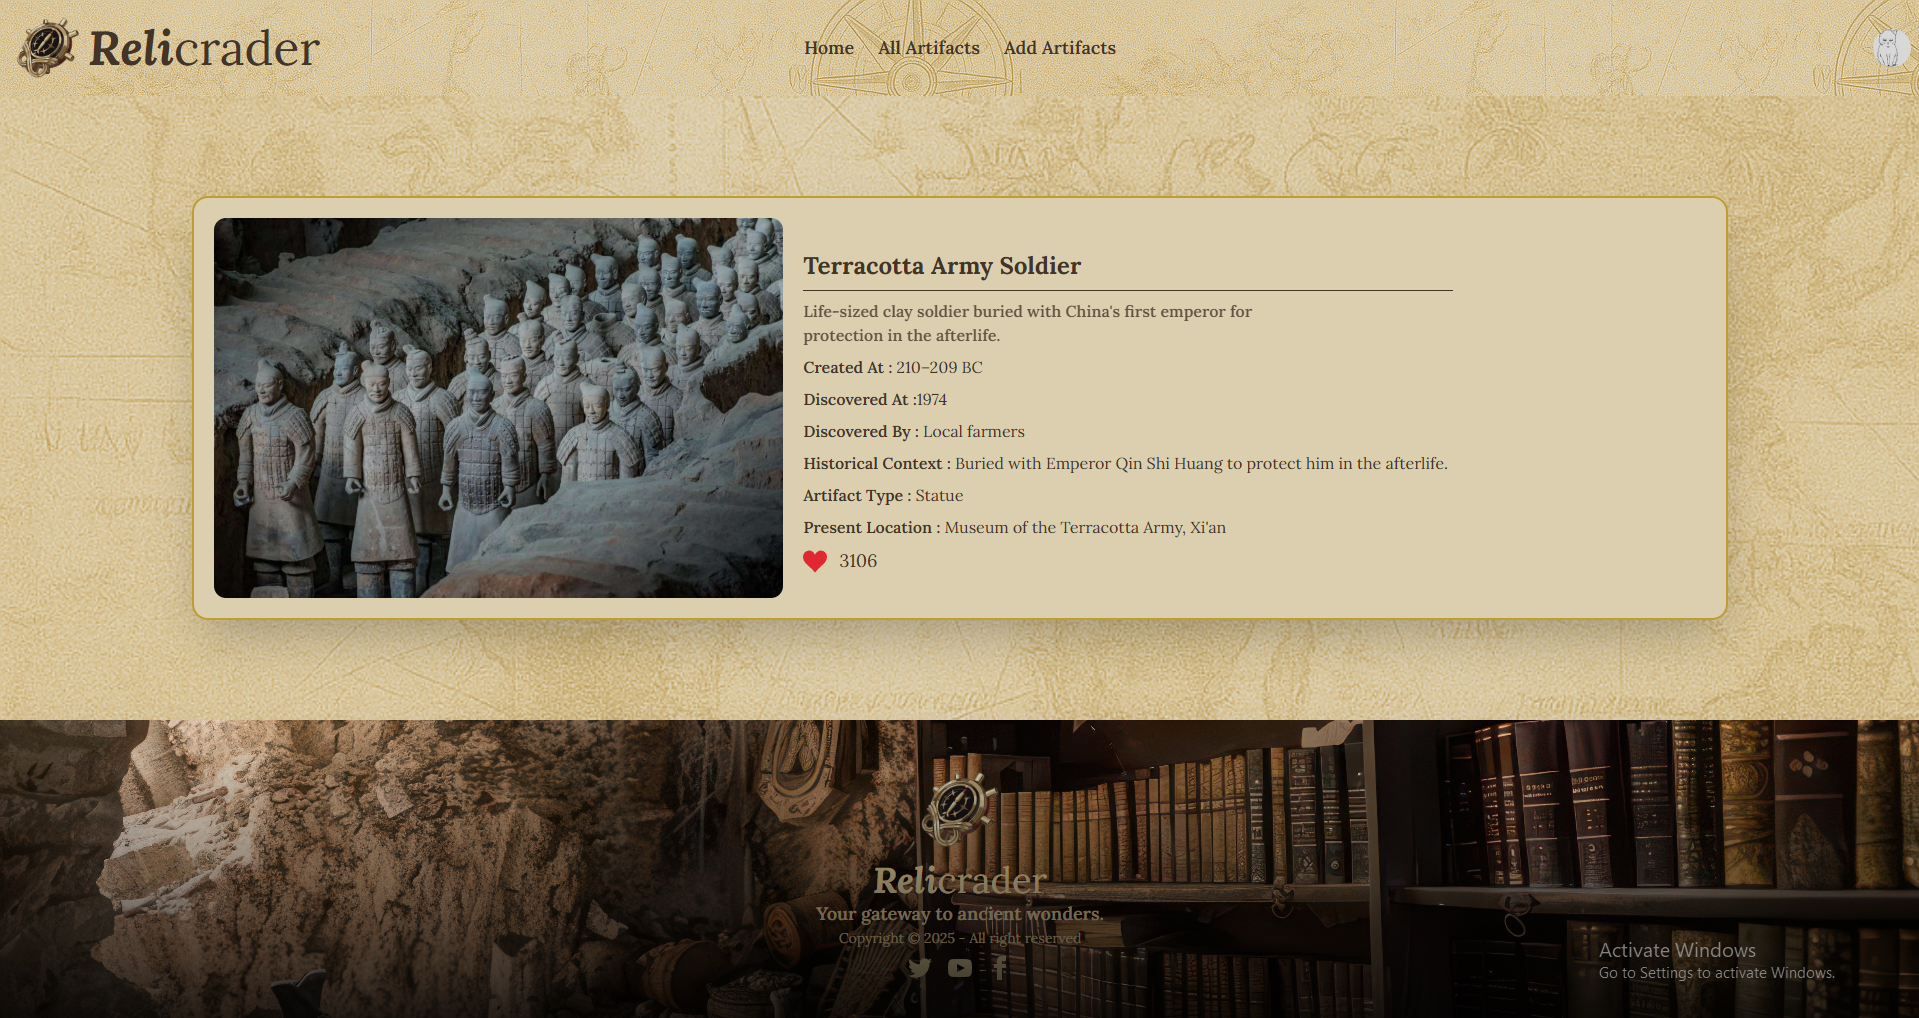 Relicrader
Home All Artifacts Add Artifacts
Terracotta Army Soldier
Life-sized clay soldier buried with China's first emperor for
protection in the afterlife.
Created At : 210–209 BC
Discovered At :1974
Discovered By : Local farmers
Historical Context : Buried with Emperor Qin Shi Huang to protect him in the afterlife.
Artifact Type : Statue
Present Location : Museum of the Terracotta Army, Xi'an
3106
Relicrader
Your gateway to ancient wonders.
Copyright © 2025 - All right reserved
Activate Windows
Go to Settings to activate Windows.